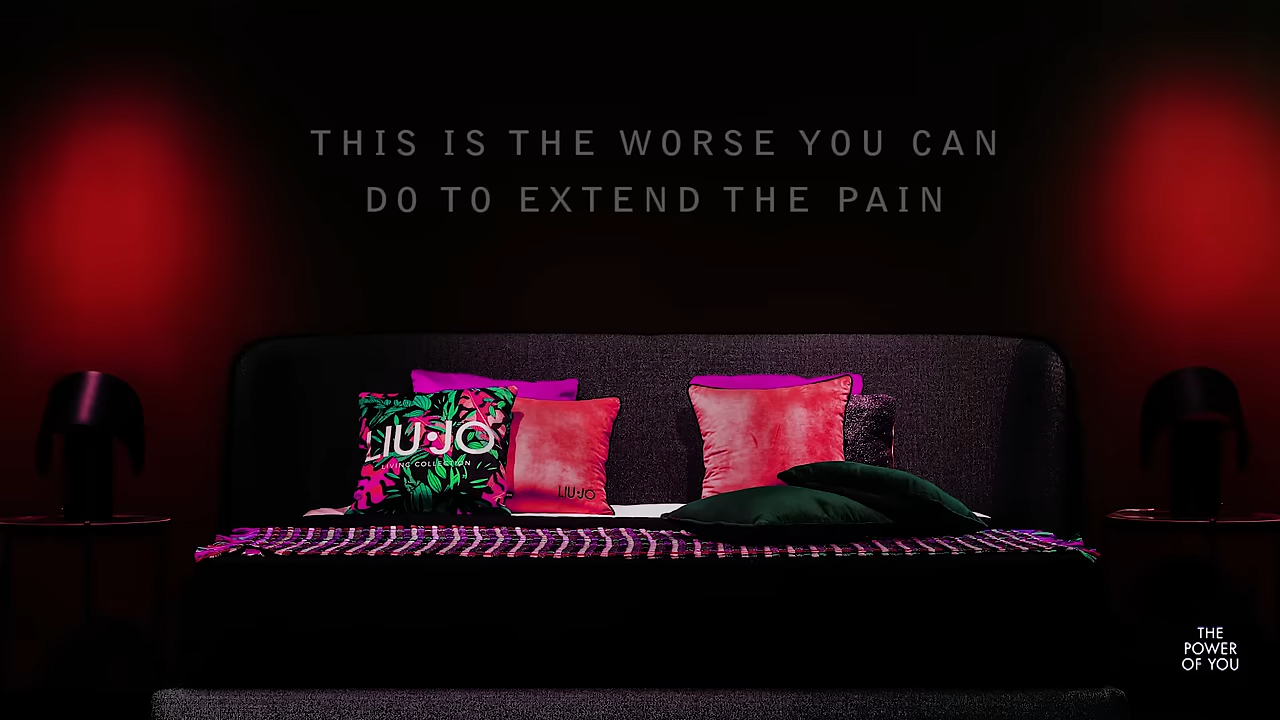 THIS IS THE WORSE YOU CAN
DO TO EXTEND THE PAIN
LIU·JO
LIVING COLLECTION
LIU·JO
THE
POWER
OF YOU